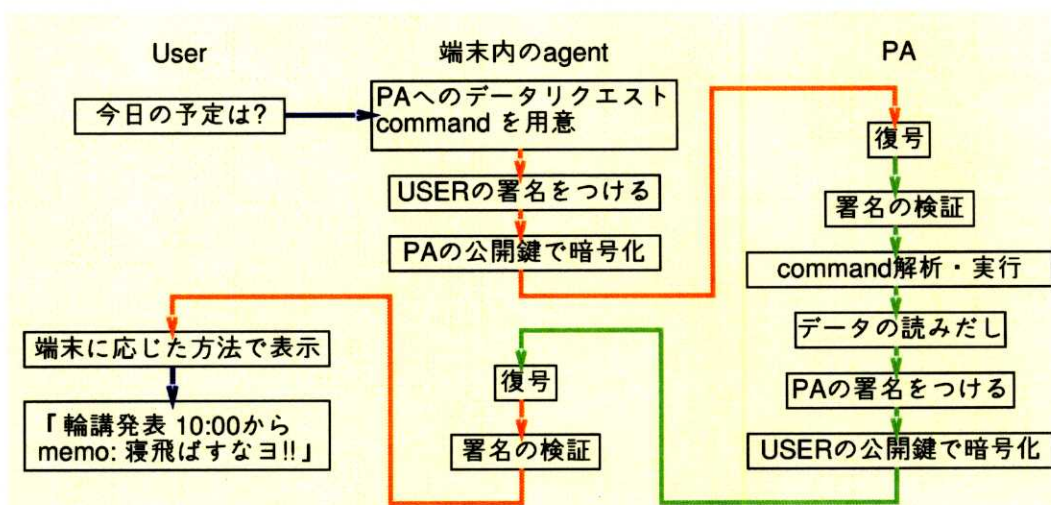 User
端末内のagent
PA
今日の予定は?
PAへのデータリクエスト
command を用意
USERの署名をつける
PAの公開鍵で暗号化
復号
署名の検証
command解析・実行
データの読みだし
PAの署名をつける
USERの公開鍵で暗号化
復号
署名の検証
端末に応じた方法で表示
「輪講発表 10:00から
memo: 寝飛ばすなヨ!!」